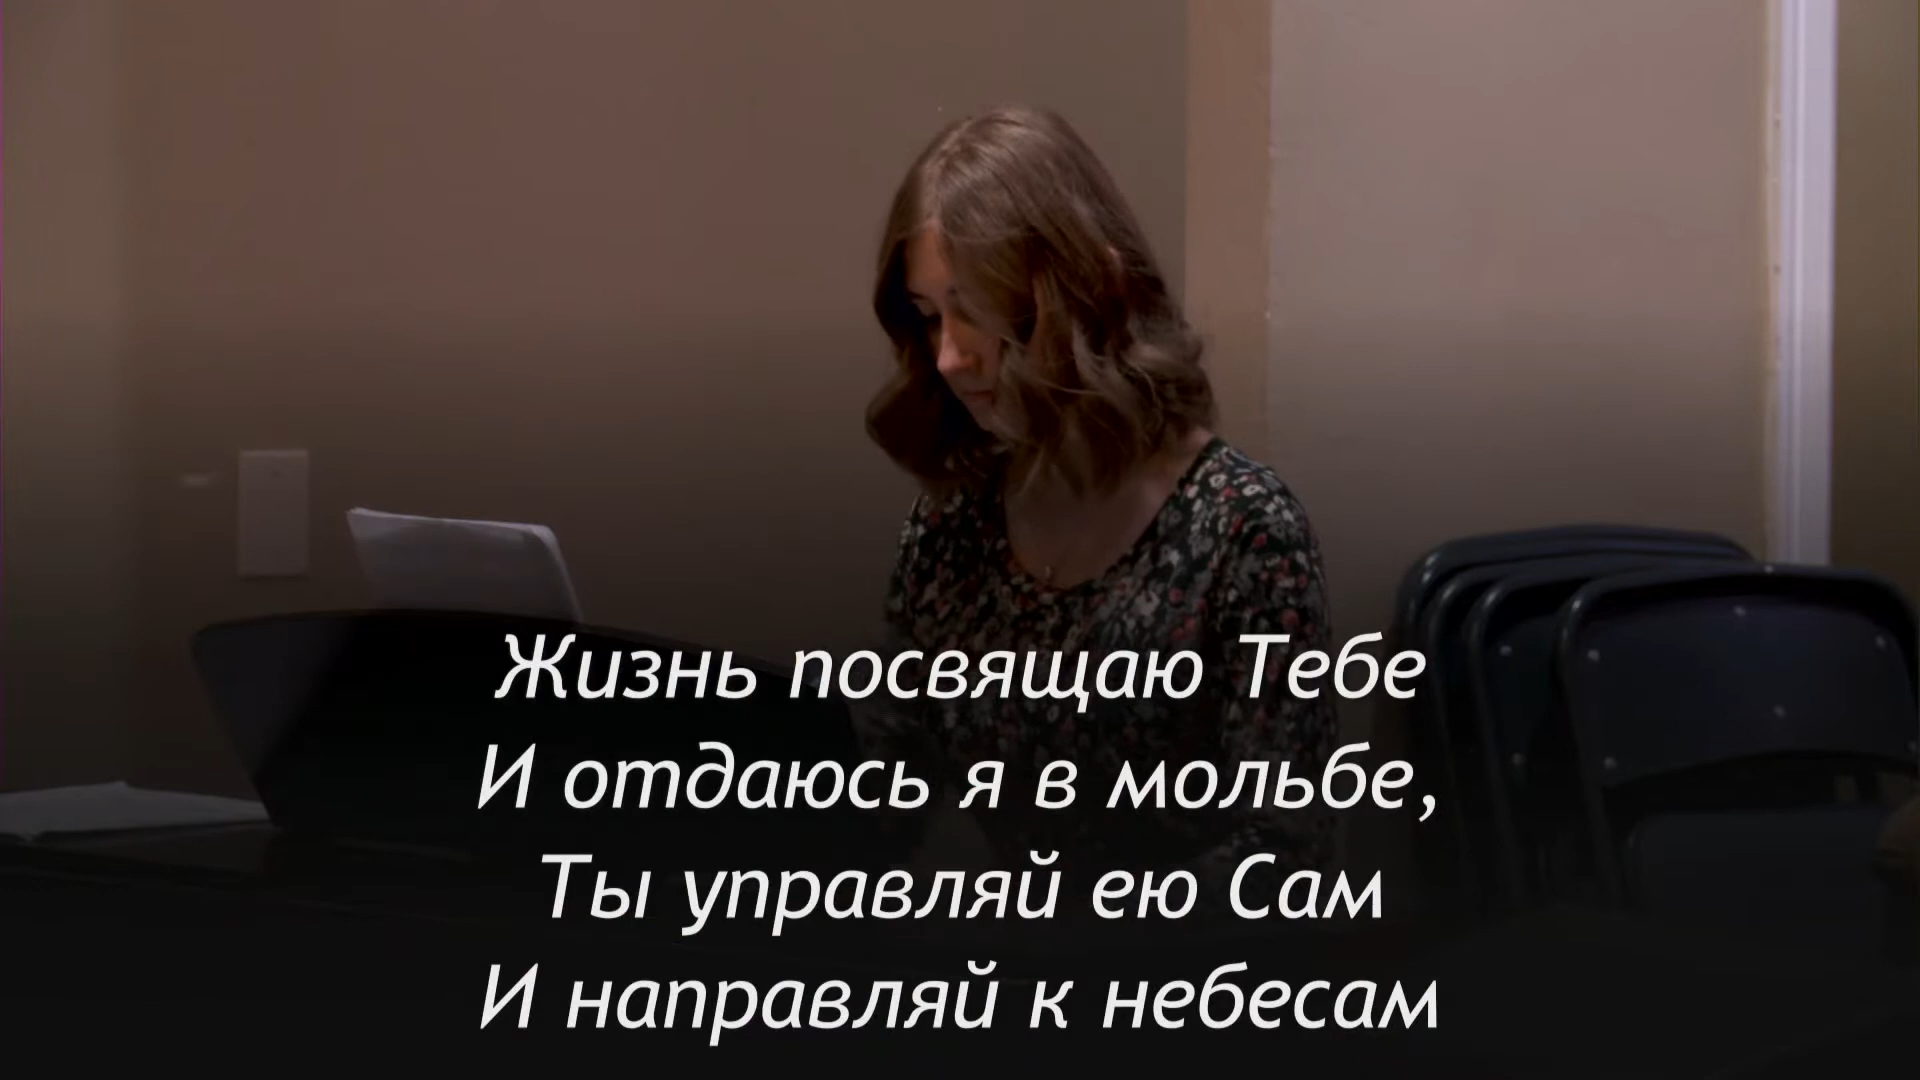 Жизнь посвящаю Тебе
И отдаюсь я в мольбе,
Ты управляй ею Сам
И направляй к небесам